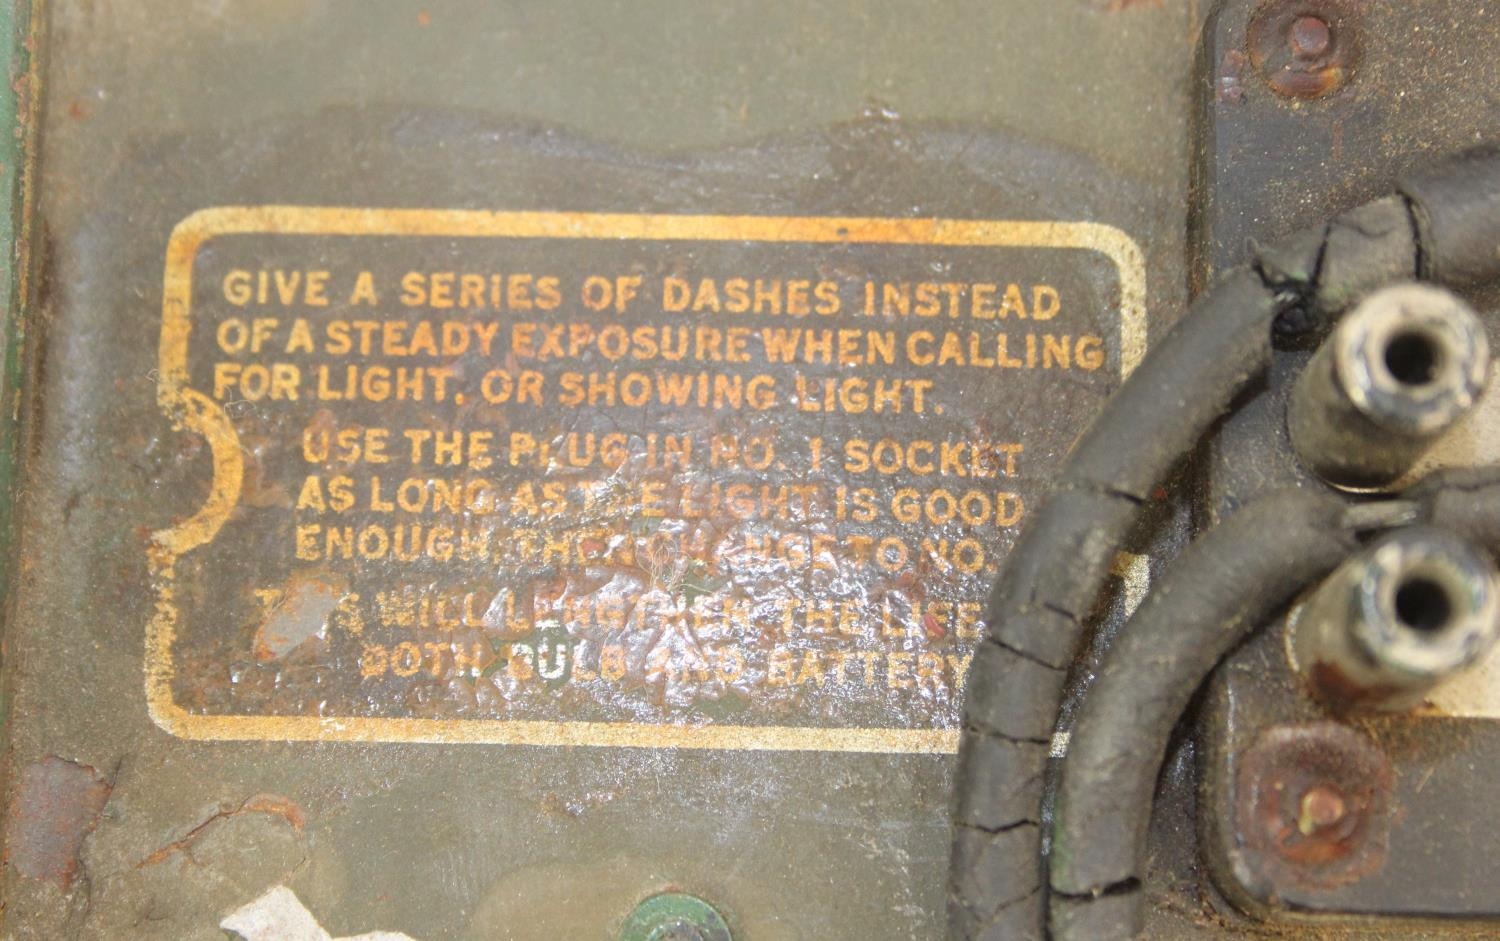 GIVE A SERIES OF DASHES INSTEAD
OF A STEADY EXPOSURE WHEN CALLING
FOR LIGHT, OR SHOWING LIGHT.
USE THE PLUG IN NO. 1 SOCKET
AS LONG AS THE LIGHT IS GOOD
ENOUGH, THEN CHANGE TO NO.
THIS WILL LENGTHEN THE LIFE
BOTH BULB AND BATTERY